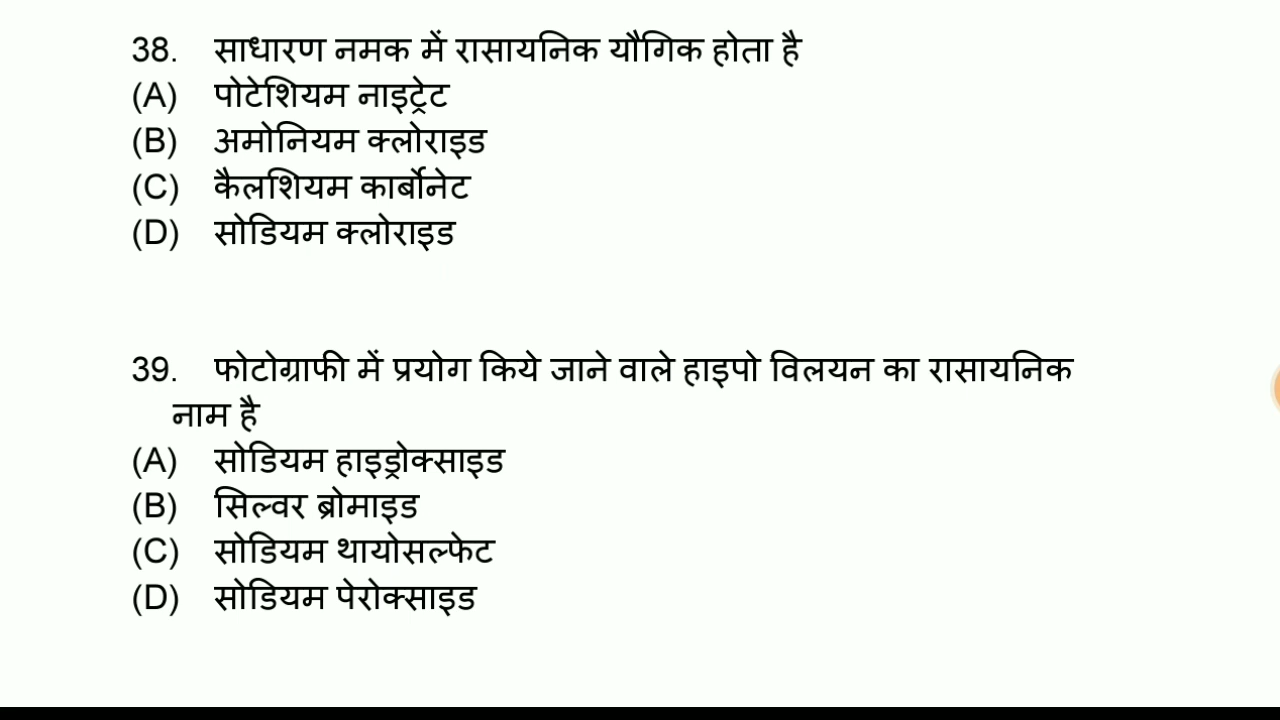 38. साधारण नमक में रासायनिक यौगिक होता है
(A) पोटेशियम नाइट्रेट
(B) अमोनियम क्लोराइड
(C) कैलशियम कार्बोनेट
(D) सोडियम क्लोराइड
39. फोटोग्राफी में प्रयोग किये जाने वाले हाइपो विलयन का रासायनिक
नाम है
(A) सोडियम हाइड्रोक्साइड
(B) सिल्वर ब्रोमाइड
(C) सोडियम थायोसल्फेट
(D) सोडियम पेरोक्साइड